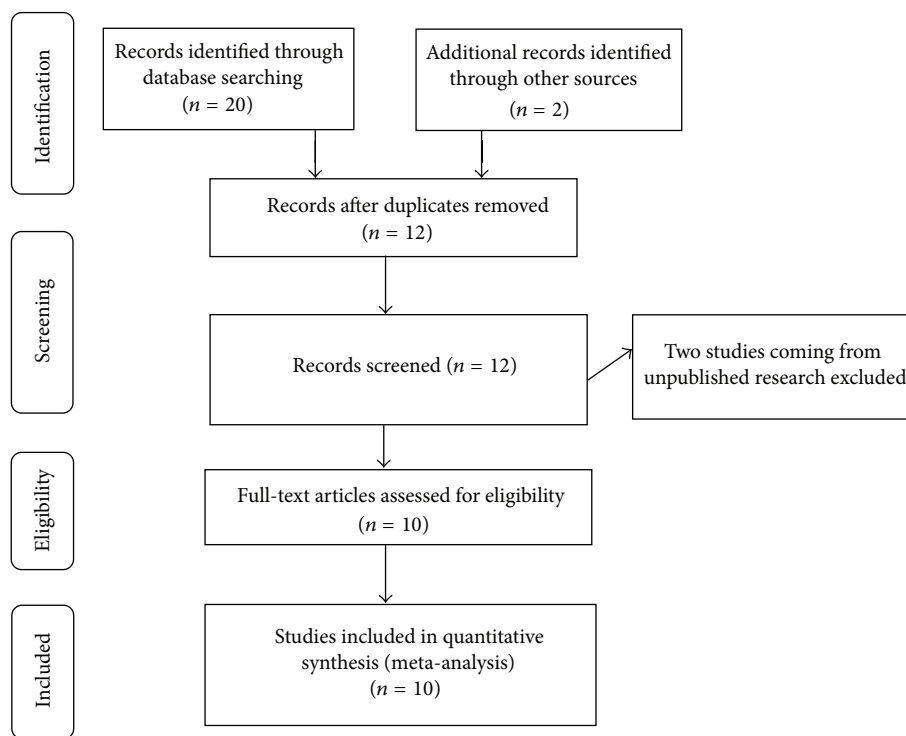 Identification
Records identified through
database searching
(n = 20)
Additional records identified
through other sources
(n = 2)
Records after duplicates removed
(n = 12)
Screening
Records screened (n = 12)
Two studies coming from
unpublished research excluded
Eligibility
Full-text articles assessed for eligibility
(n = 10)
Included
Studies included in quantitative
synthesis (meta-analysis)
(n = 10)